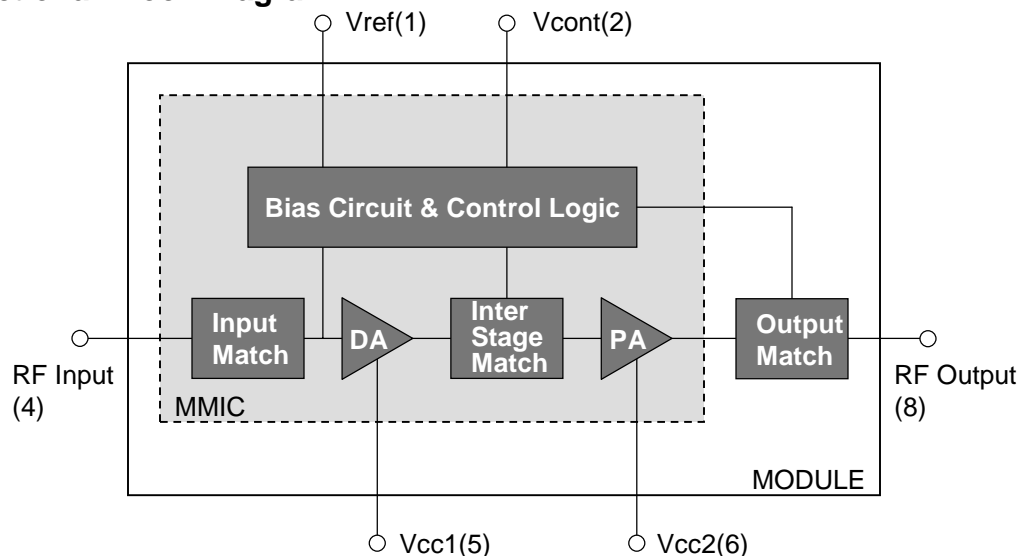 Vref(1)
Vcont(2)
Bias Circuit & Control Logic
Input
Match
DA
Inter
Stage
Match
PA
Output
Match
RF Input
(4)
RF Output
(8)
MMIC
MODULE
Vcc1(5)
Vcc2(6)